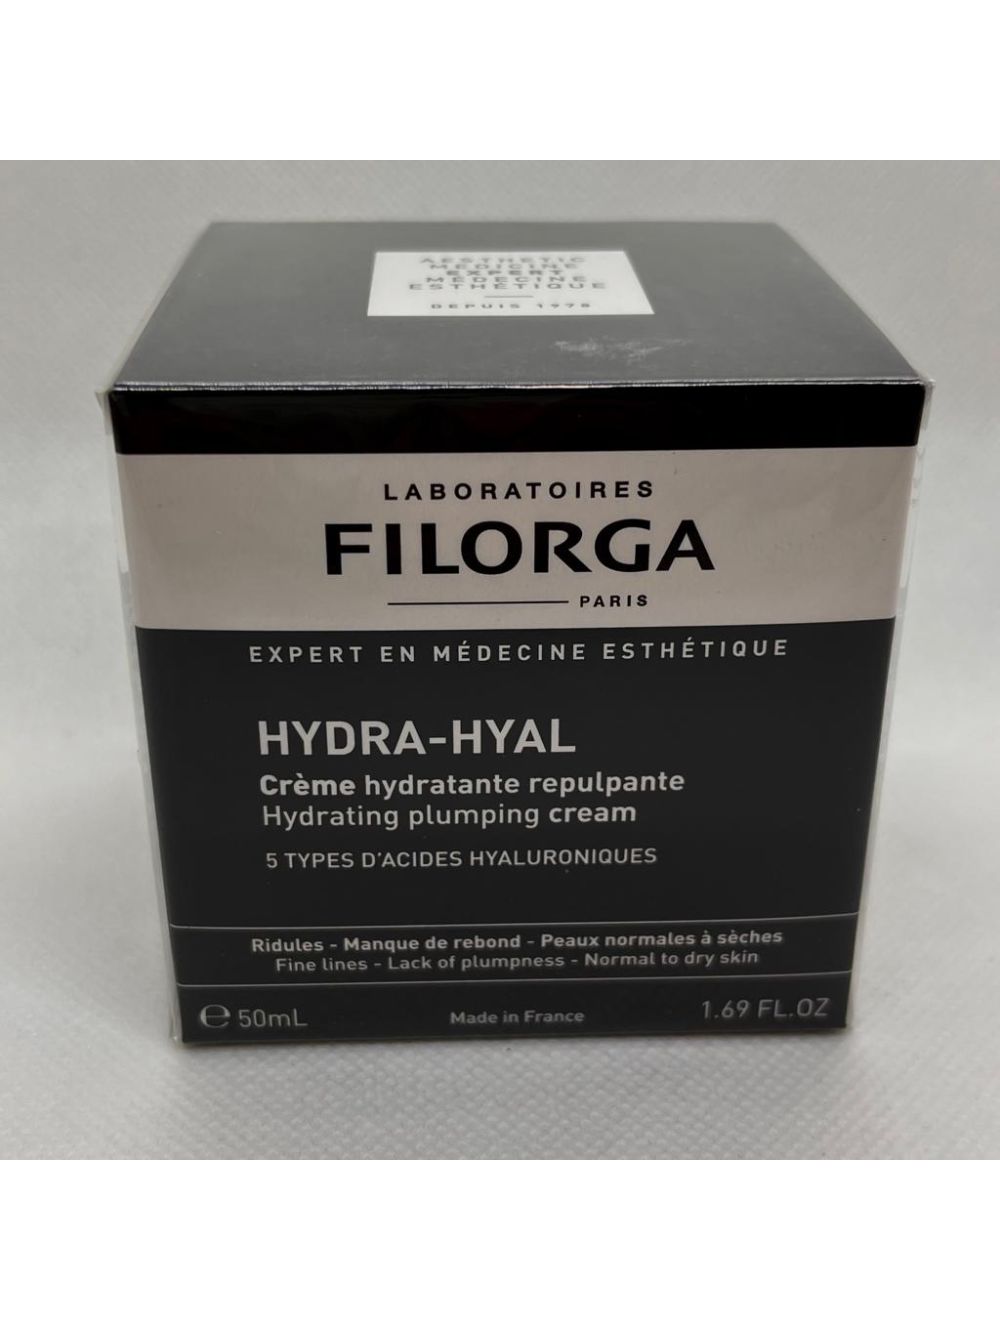 AESTHETIC
MEDICINE
EXPERT
MÉDECINE
ESTHÉTIQUE
DEPUIS 1978
LABORATOIRES
FILORGA
PARIS
EXPERT EN MÉDECINE ESTHÉTIQUE
HYDRA-HYAL
Crème hydratante repulpante
Hydrating plumping cream
5 TYPES D'ACIDES HYALURONIQUES
Ridules - Manque de rebond - Peaux normales à sèches
Fine lines - Lack of plumpness - Normal to dry skin
℮ 50mL Made in France 1.69 FL.OZ